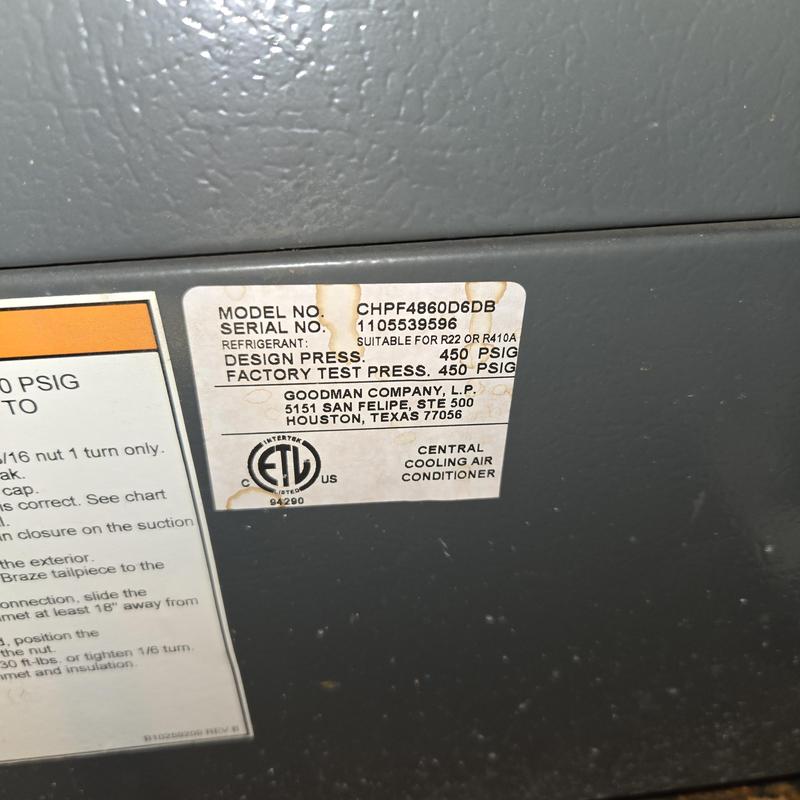 0 PSIG
TO
/16 nut 1 turn only.
ak.
cap.
is correct. See chart
l.
n closure on the suction
the exterior.
Braze tailpiece to the
onnection, slide the
met at least 18" away from
, position the
the nut.
30 ft-lbs. or tighten 1/6 turn.
met and insulation.
MODEL NO. CHPF4860D6DB
SERIAL NO. 1105539596
REFRIGERANT: SUITABLE FOR R22 OR R410A
DESIGN PRESS. 450 PSIG
FACTORY TEST PRESS. 450 PSIG
GOODMAN COMPANY, L.P.
5151 SAN FELIPE, STE 500
HOUSTON, TEXAS 77056
INTERTEK
C ETL US
LISTED
94290
CENTRAL
COOLING AIR
CONDITIONER